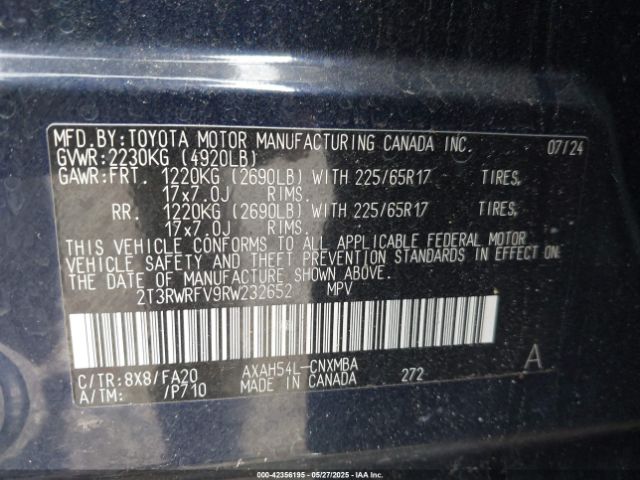 MFD.BY:TOYOTA MOTOR MANUFACTURING CANADA INC. 07/24
GVWR:2230KG (4920LB)
GAWR:FRT. 1220KG (2690LB) WITH 225/65R17 TIRES,
17x7.0J RIMS.
RR. 1220KG (2690LB) WITH 225/65R17 TIRES,
17x7.0J RIMS.
THIS VEHICLE CONFORMS TO ALL APPLICABLE FEDERAL MOTOR
VEHICLE SAFETY AND THEFT PREVENTION STANDARDS IN EFFECT ON
THE DATE OF MANUFACTURE SHOWN ABOVE.
2T3RWRFV9RW232652 MPV
C/TR:8X8/FA20 AXAH54L-CNXMBA 272 A
A/TM: /P710 MADE IN CANADA
000-42356195 - 05/27/2025 - IAA Inc.